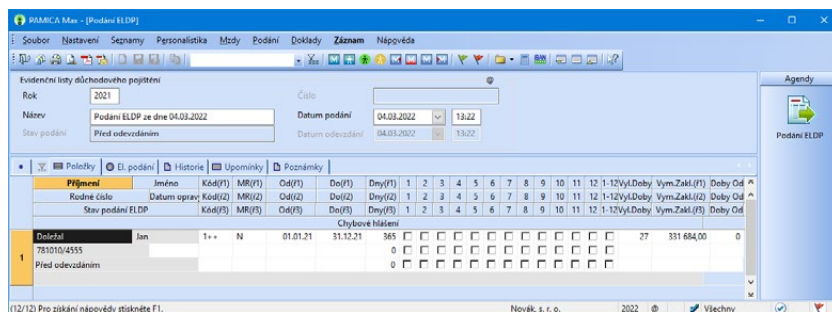 PAMICA Max - [Podání ELDP]
Soubor Nastavení Seznamy Personalistika Mzdy Podání Doklady Záznam Nápověda
Evidenční listy důchodového pojištění @
Agendy
Rok 2021 Číslo
Název Podání ELDP ze dne 04.03.2022 Datum podání 04.03.2022 13:22
Stav podání Před odevzdáním Datum odevzdání 04.03.2022 13:22
Podání ELDP
Položky El. podání Historie Upomínky Poznámky
Příjmení Jméno Kód(ř1) MR(ř1) Od(ř1) Do(ř1) Dny(ř1) 1 2 3 4 5 6 7 8 9 10 11 12 1-12 Vyl.Doby Vym.Zakl.(ř1) Doby Od
Rodné číslo Datum oprav Kód(ř2) MR(ř2) Od(ř2) Do(ř2) Dny(ř2) 1 2 3 4 5 6 7 8 9 10 11 12 1-12 Vyl.Doby Vym.Zakl.(ř2) Doby Od
Stav podání ELDP Kód(ř3) MR(ř3) Od(ř3) Do(ř3) Dny(ř3) 1 2 3 4 5 6 7 8 9 10 11 12 1-12 Vyl.Doby Vym.Zakl.(ř3) Doby Od
Chybové hlášení
1 Doležal Jan 1++ N 01.01.21 31.12.21 365 27 331 684,00 0
781010/4555 0
Před odevzdáním 0
(12/12) Pro získání nápovědy stiskněte F1. Novák, s. r. o. 2022 @ Všechny